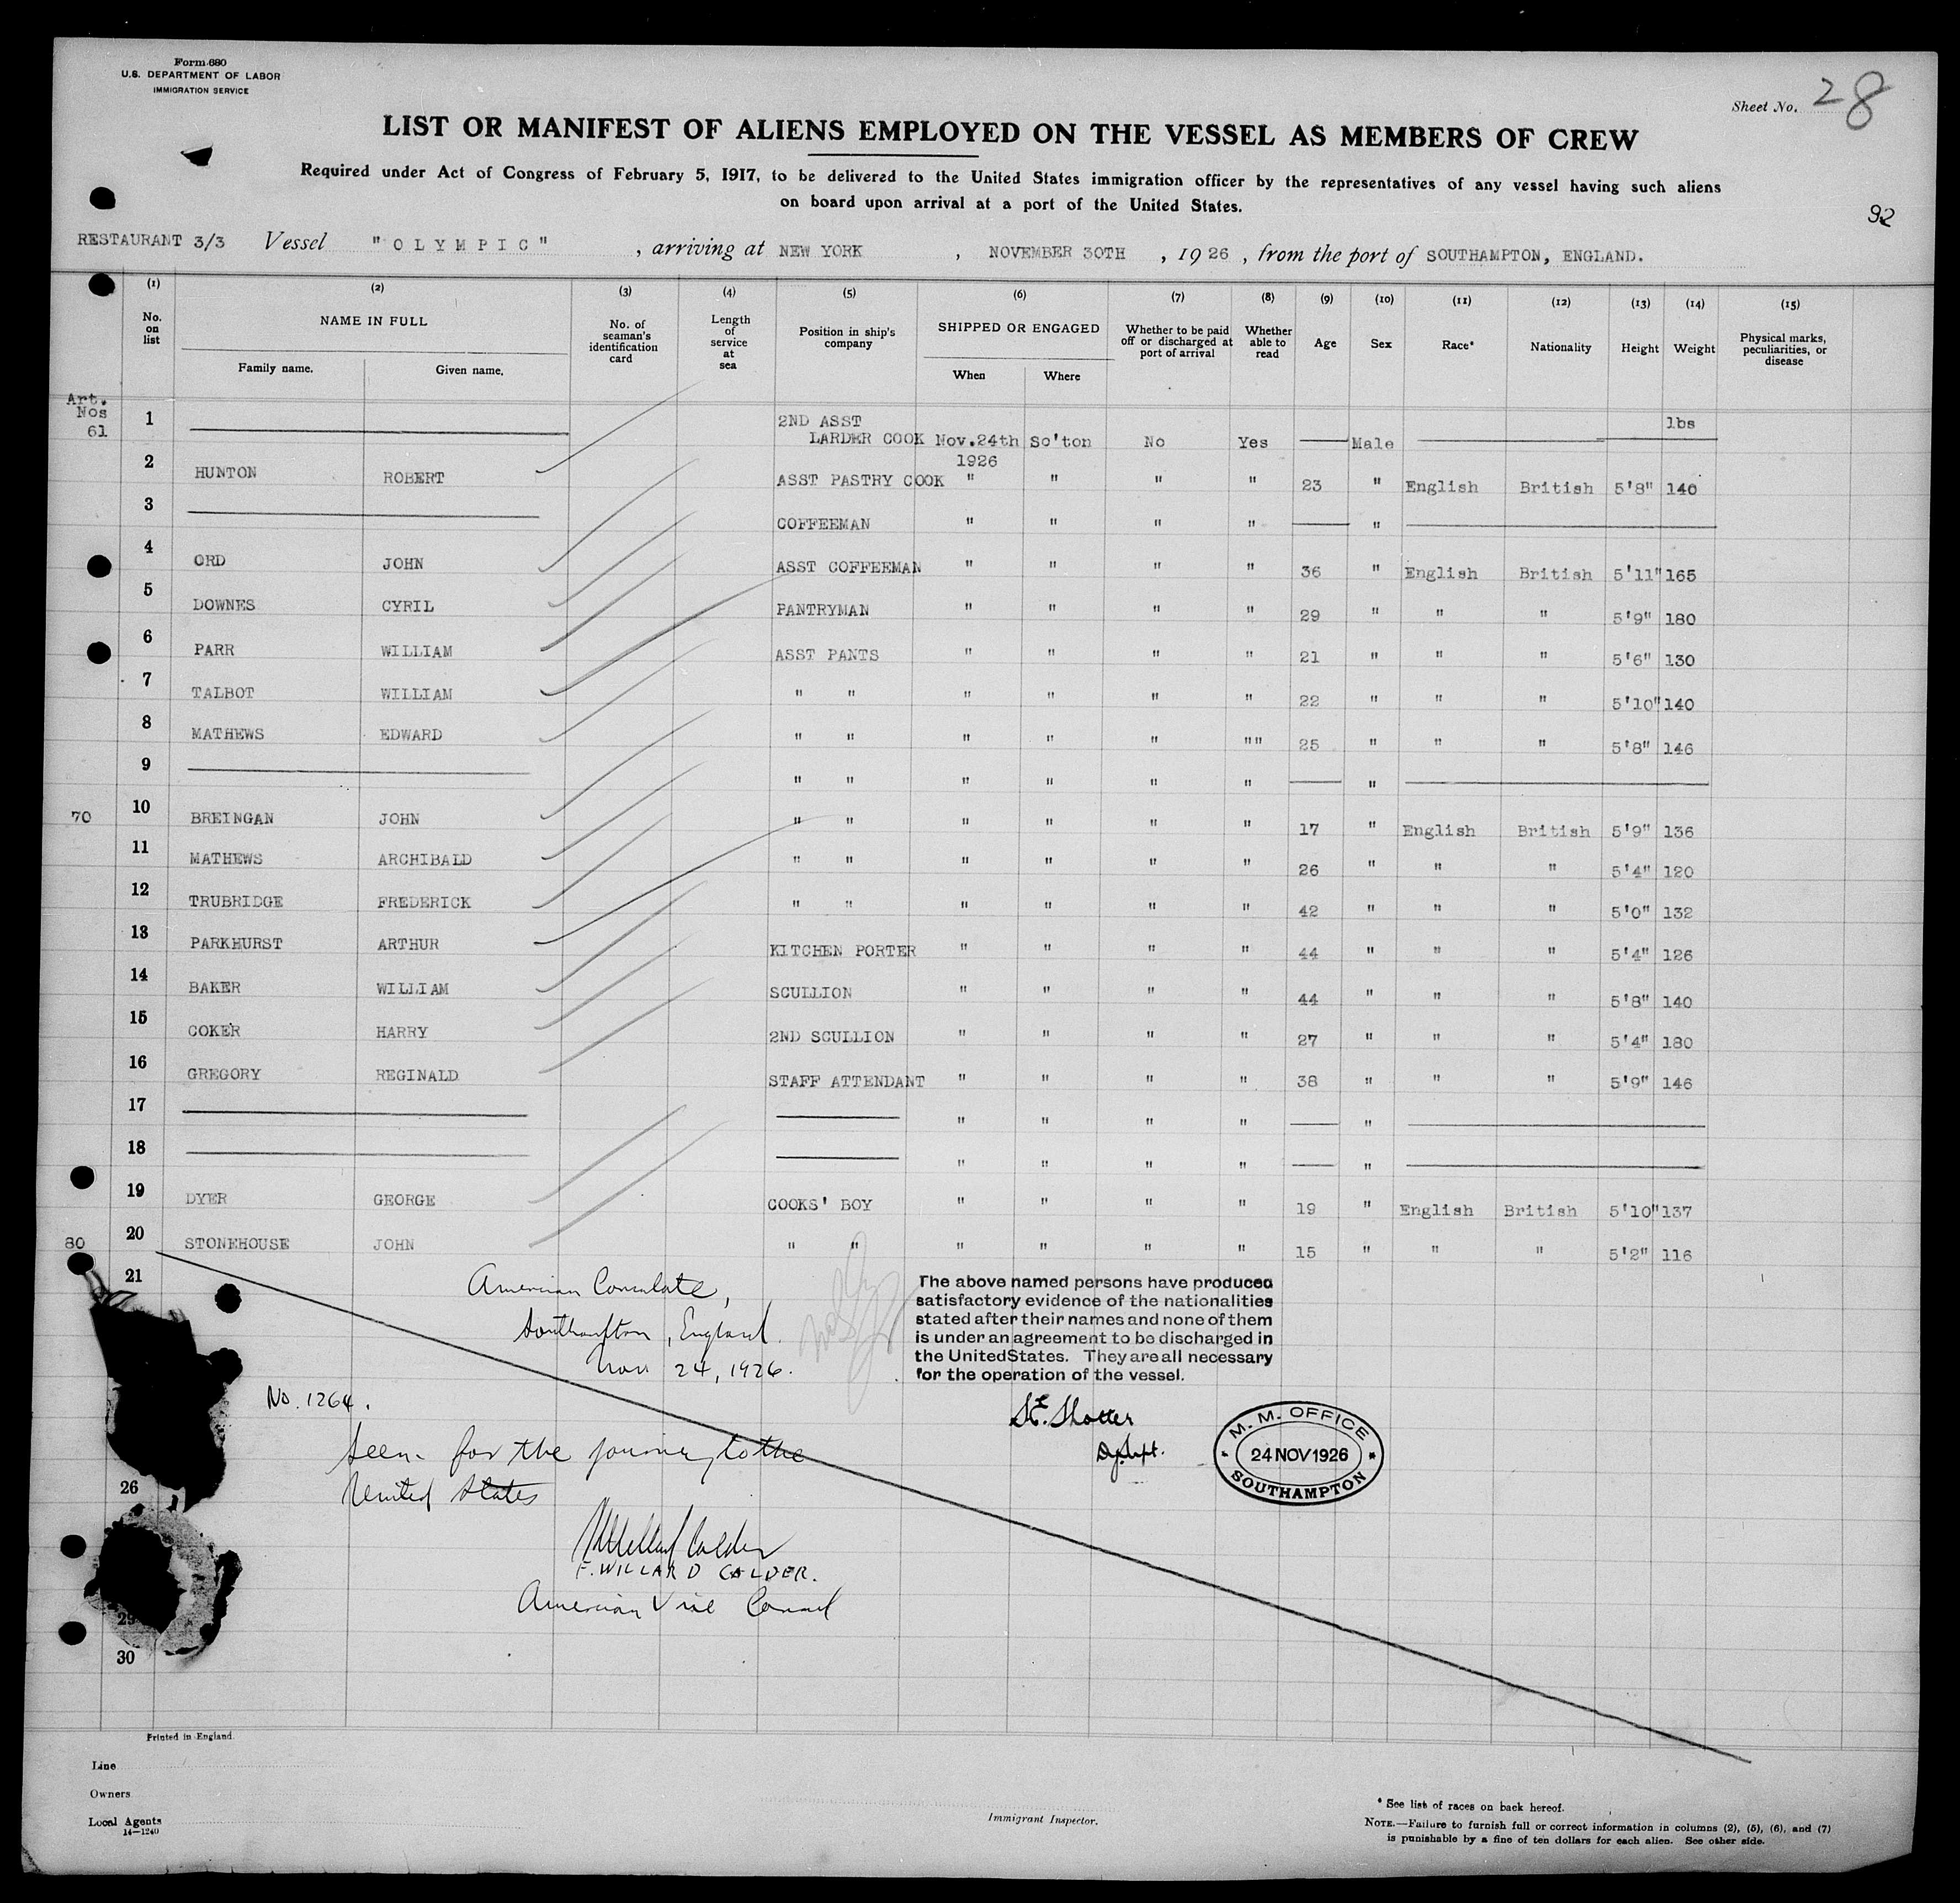 Form 680
U.S. DEPARTMENT OF LABOR
IMMIGRATION SERVICE
Sheet No. 28
LIST OR MANIFEST OF ALIENS EMPLOYED ON THE VESSEL AS MEMBERS OF CREW
Required under Act of Congress of February 5, 1917, to be delivered to the United States immigration officer by the representatives of any vessel having such aliens
on board upon arrival at a port of the United States.
92
RESTAURANT 3/3 Vessel "OLYMPIC", arriving at NEW YORK, NOVEMBER 30TH, 1926, from the port of SOUTHAMPTON, ENGLAND.
(1) (2) (3) (4) (5) (6) (7) (8) (9) (10) (11) (12) (13) (14) (15)
No. on list NAME IN FULL Family name. Given name. No. of seaman's identification card Length of service at sea Position in ship's company SHIPPED OR ENGAGED When Where Whether to be paid off or discharged at port of arrival Whether able to read Age Sex Race* Nationality Height Weight Physical marks, peculiarities, or disease
Art. Nos
61 1 2ND ASST LARDER COOK Nov.24th 1926 So'ton No Yes Male lbs
2 HUNTON ROBERT ASST PASTRY COOK " " " " 23 " English British 5'8" 140
3 COFFEEMAN " " " " "
4 ORD JOHN ASST COFFEEMAN " " " " 36 " English British 5'11" 165
5 DOWNES CYRIL PANTRYMAN " " " " 29 " " " 5'9" 180
6 PARR WILLIAM ASST PANTS " " " " 21 " " " 5'6" 130
7 TALBOT WILLIAM " " " " " " 22 " " " 5'10" 140
8 MATHEWS EDWARD " " " " " "" 25 " " " 5'8" 146
9 " " " " " " "
70 10 BREINGAN JOHN " " " " " " 17 " English British 5'9" 136
11 MATHEWS ARCHIBALD " " " " " " 26 " " " 5'4" 120
12 TRUBRIDGE FREDERICK " " " " " " 42 " " " 5'0" 132
13 PARKHURST ARTHUR KITCHEN PORTER " " " " 44 " " " 5'4" 126
14 BAKER WILLIAM SCULLION " " " " 44 " " " 5'8" 140
15 COKER HARRY 2ND SCULLION " " " " 27 " " " 5'4" 180
16 GREGORY REGINALD STAFF ATTENDANT " " " " 38 " " " 5'9" 146
17 " " " " "
18 " " " " "
19 DYER GEORGE COOKS' BOY " " " " 19 " English British 5'10" 137
80 20 STONEHOUSE JOHN " " " " " " 15 " " " 5'2" 116
21
American Consulate,
Southampton, England.
Nov 24, 1926.
The above named persons have produced
satisfactory evidence of the nationalities
stated after their names and none of them
is under an agreement to be discharged in
the United States. They are all necessary
for the operation of the vessel.
No. 1264.
Shotter
Dy.Supt.
M. M. OFFICE
24 NOV 1926
SOUTHAMPTON
Seen for the journey to the
United States
26
F. WILLARD CALDER.
American Vice Consul
29
30
Printed in England.
Line
Owners
Local Agents
14—1240
Immigrant Inspector.
* See list of races on back hereof.
NOTE.—Failure to furnish full or correct information in columns (2), (5), (6), and (7)
is punishable by a fine of ten dollars for each alien. See other side.